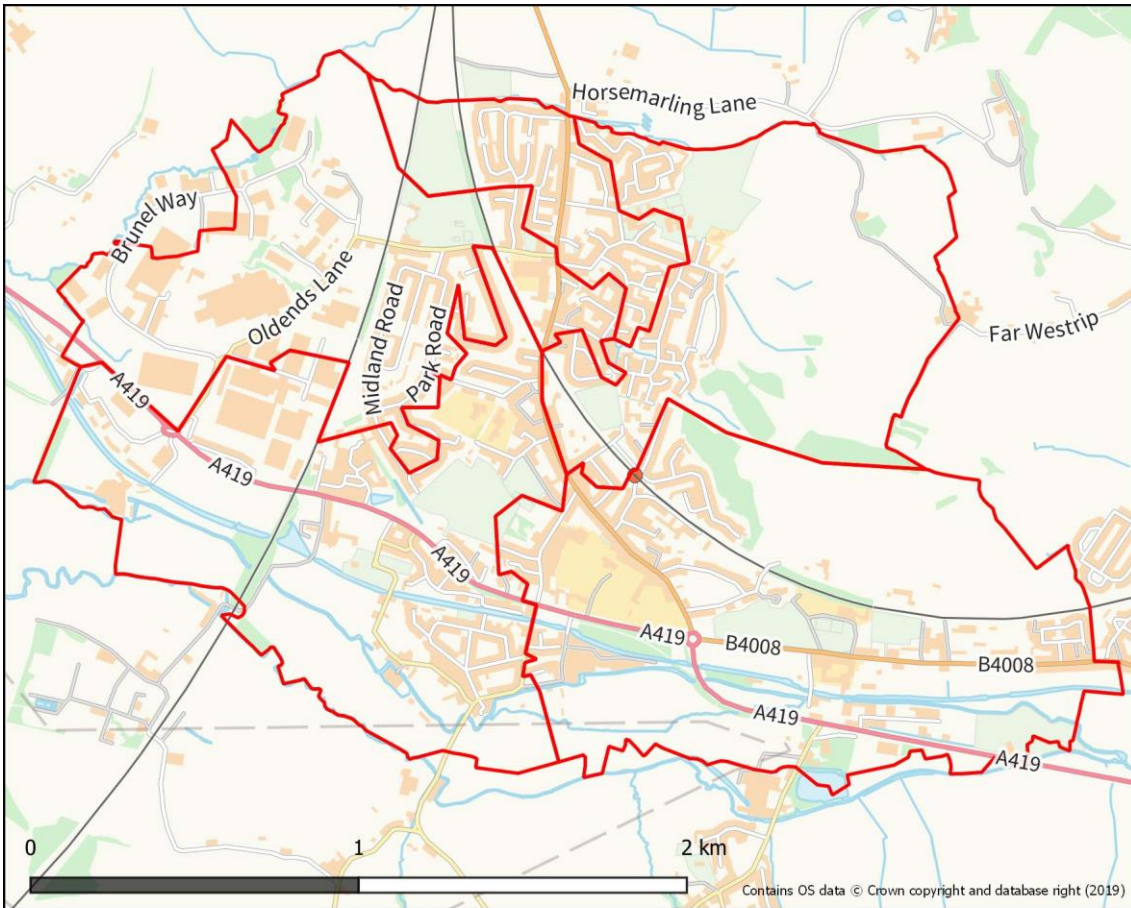 Horsemarling Lane
Brunel Way
Oldends Lane
Midland Road
Park Road
Far Westrip
A419
A419
A419
A419
B4008
B4008
A419
A419
0 1 2 km
Contains OS data © Crown copyright and database right (2019)